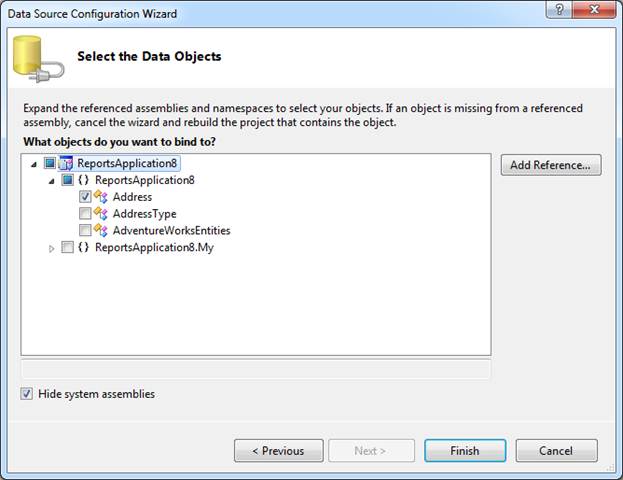 Data Source Configuration Wizard
?
Select the Data Objects
Expand the referenced assemblies and namespaces to select your objects. If an object is missing from a referenced
assembly, cancel the wizard and rebuild the project that contains the object.
What objects do you want to bind to?
ReportsApplication8
Add Reference...
{} ReportsApplication8
Address
AddressType
AdventureWorksEntities
{} ReportsApplication8.My
Hide system assemblies
< Previous
Next >
Finish
Cancel